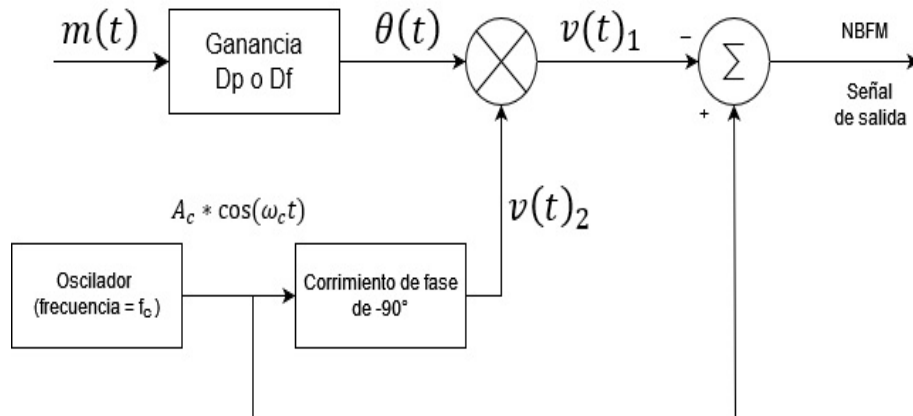 m(t)
Ganancia
Dp o Df
θ(t)
v(t)₁
−
Σ
+
NBFM
Señal
de salida
A_c * cos(ω_c t)
v(t)₂
Oscilador
(frecuencia = f_c)
Corrimiento de fase
de -90°